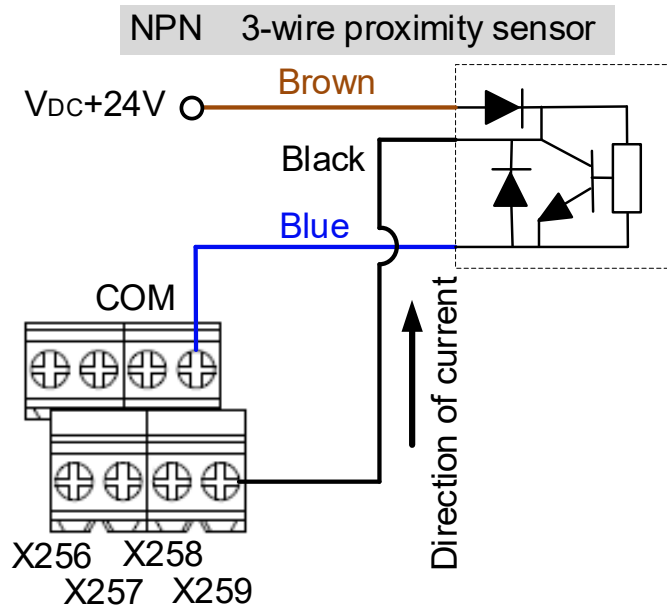 NPN 3-wire proximity sensor
Brown
VDC+24V
Black
Blue
COM
Direction of current
X256
X258
X257
X259